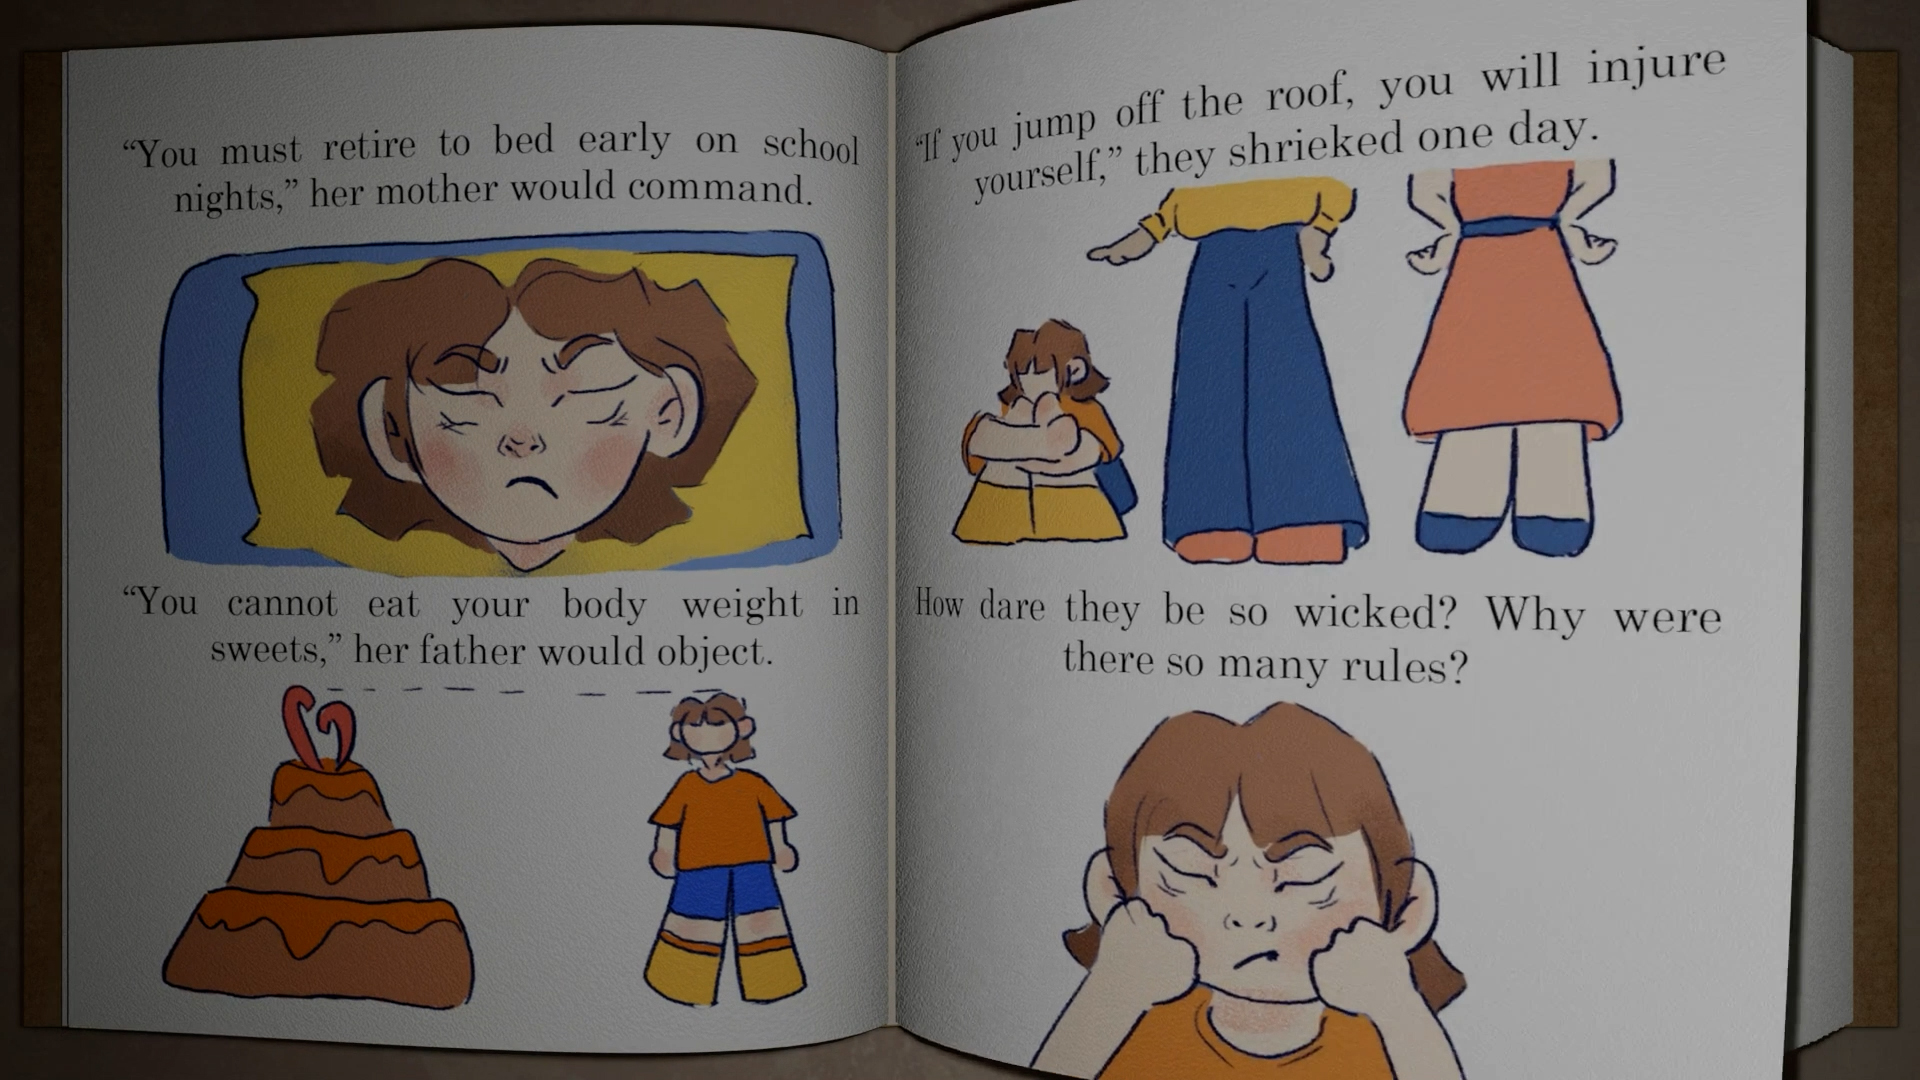 “You must retire to bed early on school
nights,” her mother would command.
“You cannot eat your body weight in
sweets,” her father would object.
“If you jump off the roof, you will injure
yourself,” they shrieked one day.
How dare they be so wicked? Why were
there so many rules?